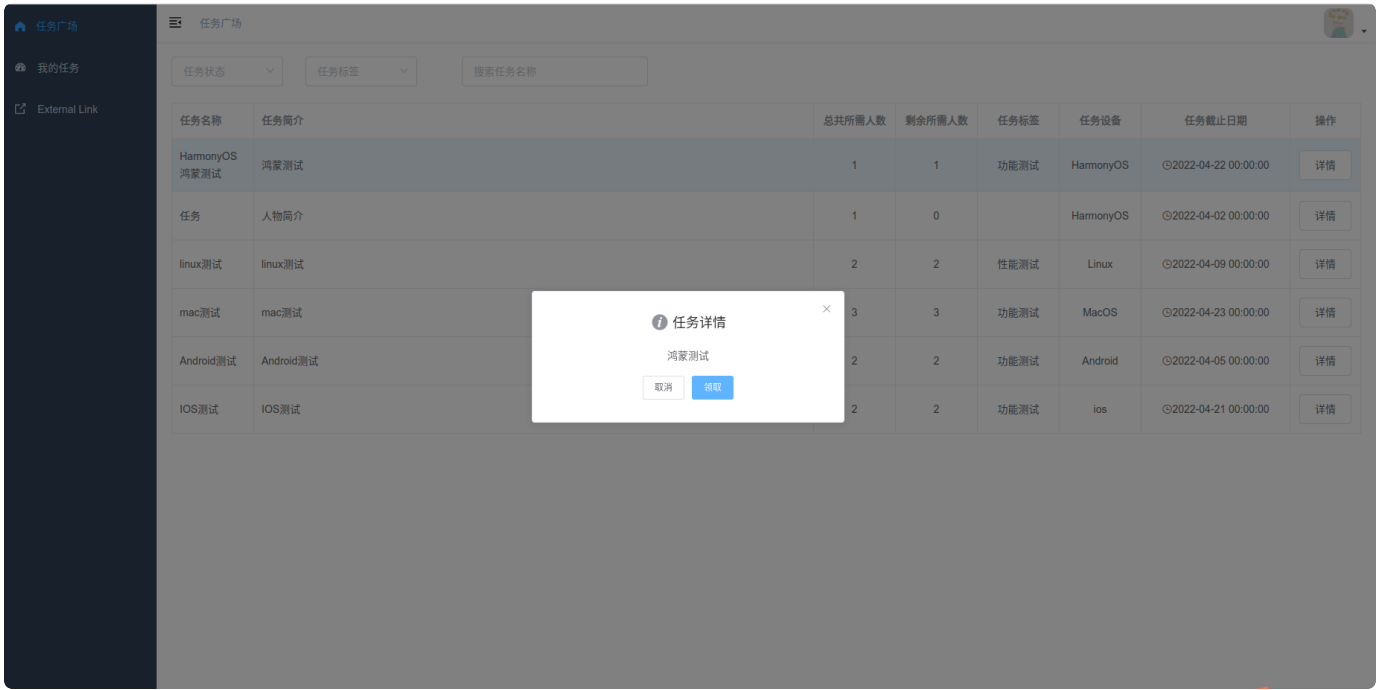 任务广场
我的任务
External Link
任务广场
任务状态 任务标签 搜索任务名称
任务名称 任务简介 总共所需人数 剩余所需人数 任务标签 任务设备 任务截止日期 操作
HarmonyOS
鸿蒙测试 鸿蒙测试 1 1 功能测试 HarmonyOS 2022-04-22 00:00:00 详情
任务 人物简介 1 0 HarmonyOS 2022-04-02 00:00:00 详情
linux测试 linux测试 2 2 性能测试 Linux 2022-04-09 00:00:00 详情
mac测试 mac测试 3 3 功能测试 MacOS 2022-04-23 00:00:00 详情
Android测试 Android测试 2 2 功能测试 Android 2022-04-05 00:00:00 详情
IOS测试 IOS测试 2 2 功能测试 ios 2022-04-21 00:00:00 详情
任务详情
鸿蒙测试
取消 领取